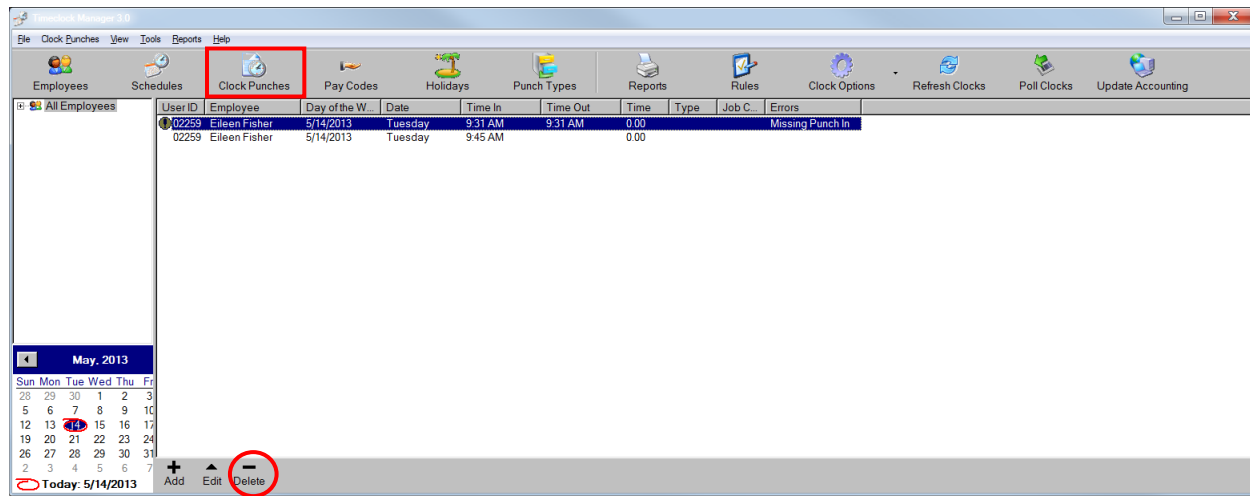 Timeclock Manager 3.0
File Clock Punches View Tools Reports Help
Employees Schedules Clock Punches Pay Codes Holidays Punch Types Reports Rules Clock Options Refresh Clocks Poll Clocks Update Accounting
All Employees
User ID Employee Day of the W... Date Time In Time Out Time Type Job C... Errors
02259 Eileen Fisher 5/14/2013 Tuesday 9:31 AM 9:31 AM 0.00 Missing Punch In
02259 Eileen Fisher 5/14/2013 Tuesday 9:45 AM 0.00
May, 2013
Sun Mon Tue Wed Thu Fr
28 29 30 1 2 3
5 6 7 8 9 10
12 13 14 15 16 17
19 20 21 22 23 24
26 27 28 29 30 31
2 3 4 5 6 7
Today: 5/14/2013
Add Edit Delete